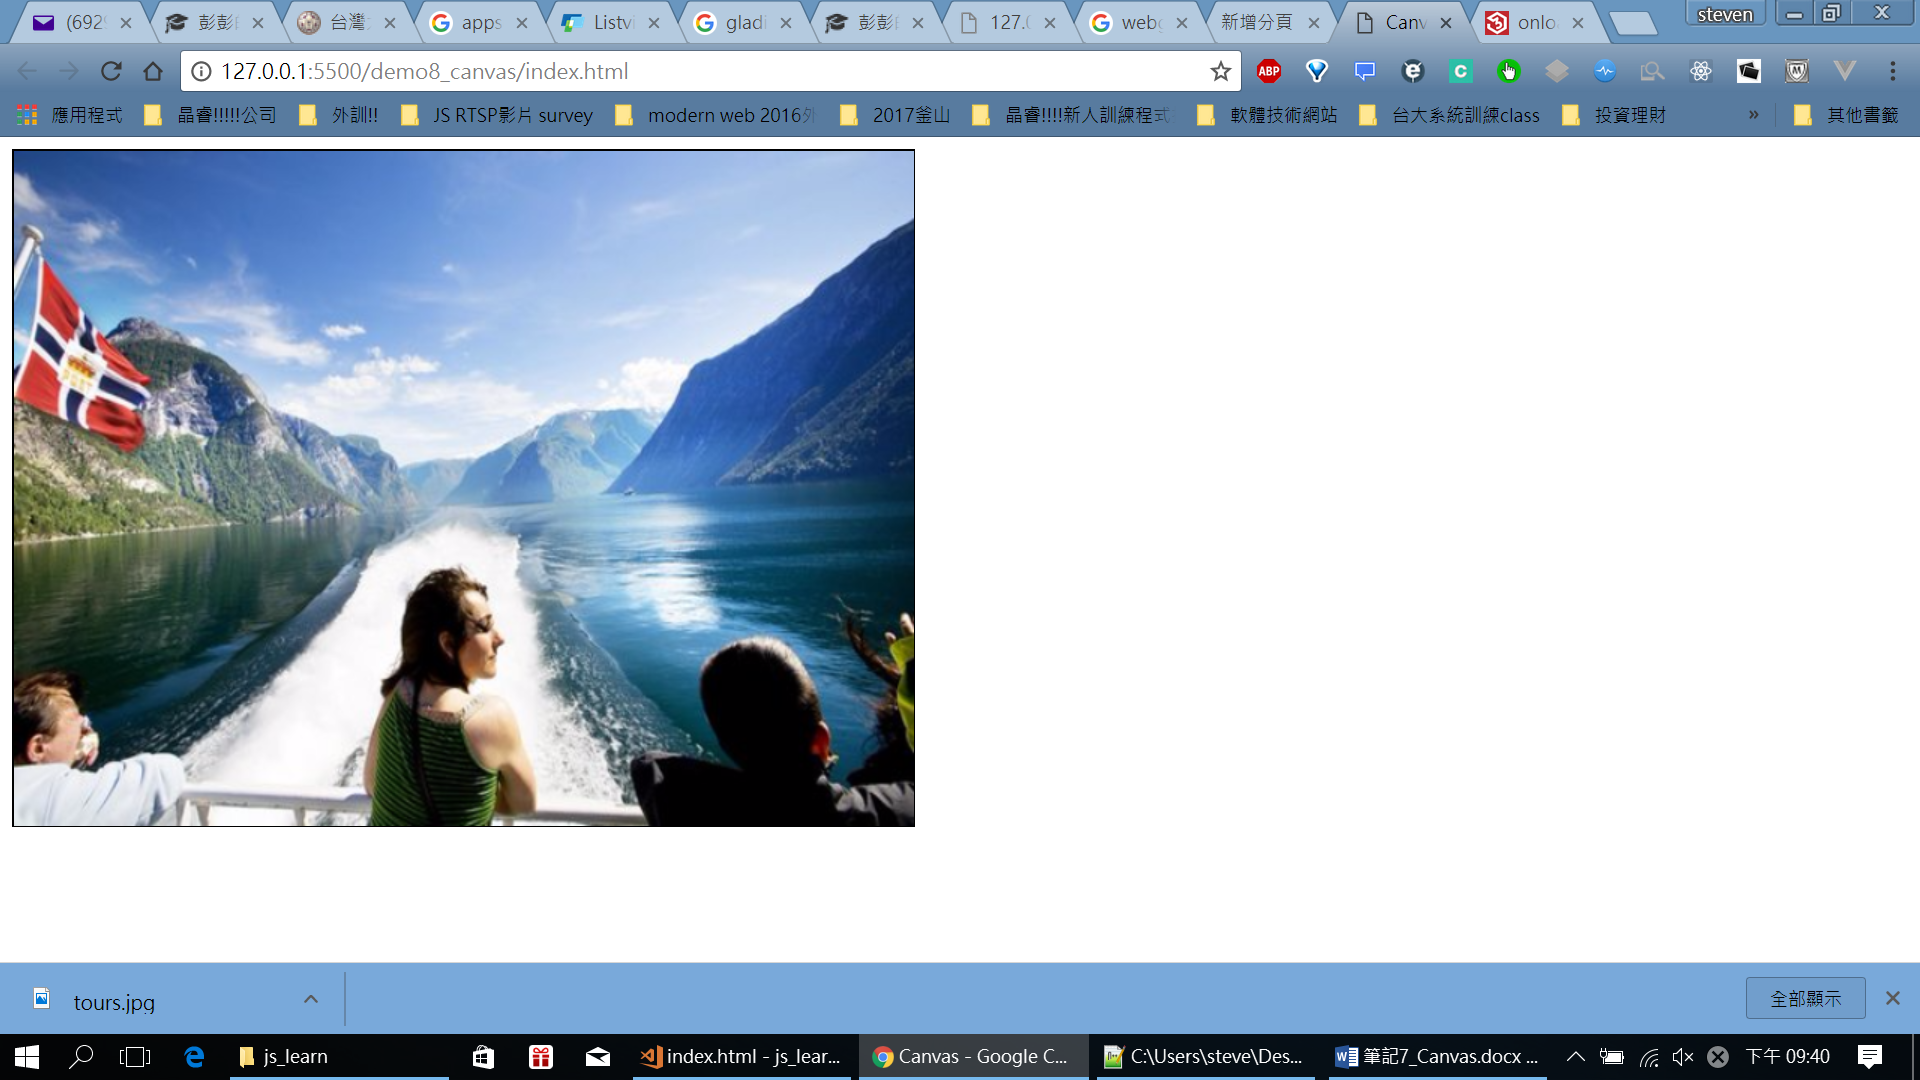 (692 彭彭 台灣 apps Listvi gladi 彭彭 127.0 webg 新增分頁 Canv onlo steven
127.0.0.1:5500/demo8_canvas/index.html ABP
應用程式 晶睿!!!!!公司 外訓!! JS RTSP影片 survey modern web 2016外 2017釜山 晶睿!!!!新人訓練程式 軟體技術網站 台大系統訓練class 投資理財 » 其他書籤
tours.jpg 全部顯示
js_learn index.html - js_lear... Canvas - Google C... C:\Users\steve\Des... 筆記7_Canvas.docx ... 下午 09:40